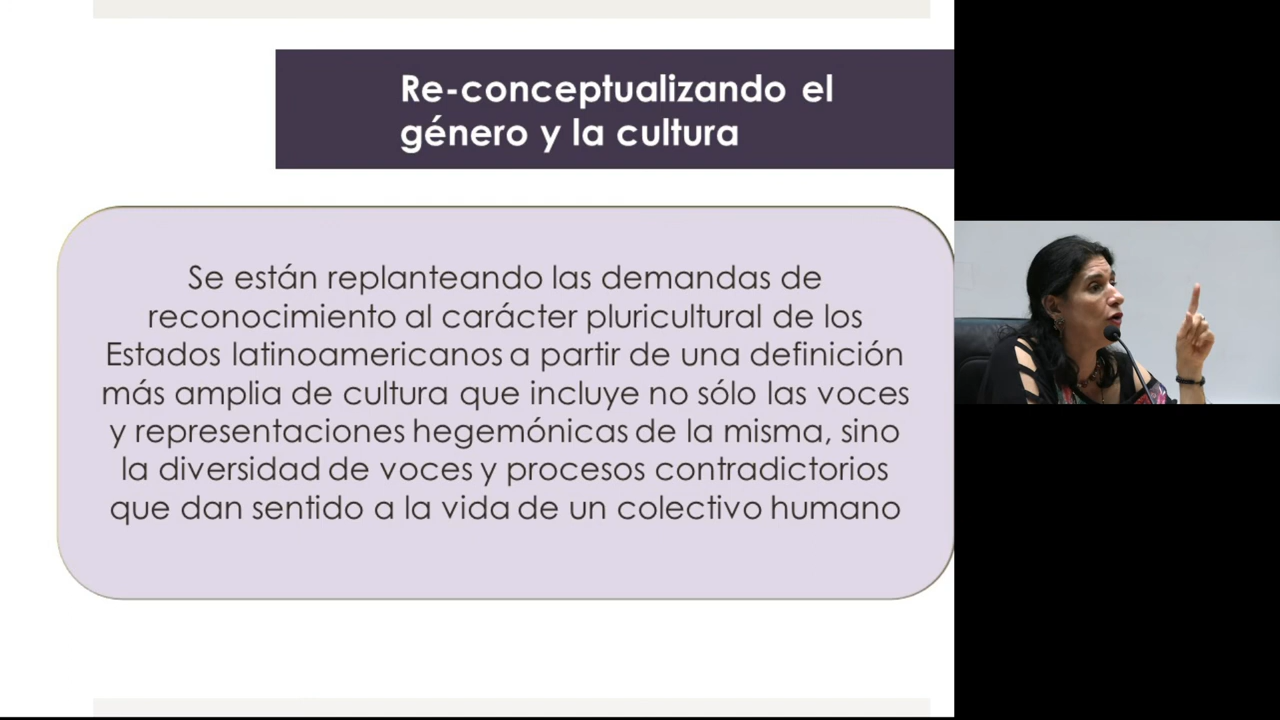 Re-conceptualizando el
género y la cultura
Se están replanteando las demandas de
reconocimiento al carácter pluricultural de los
Estados latinoamericanos a partir de una definición
más amplia de cultura que incluye no sólo las voces
y representaciones hegemónicas de la misma, sino
la diversidad de voces y procesos contradictorios
que dan sentido a la vida de un colectivo humano